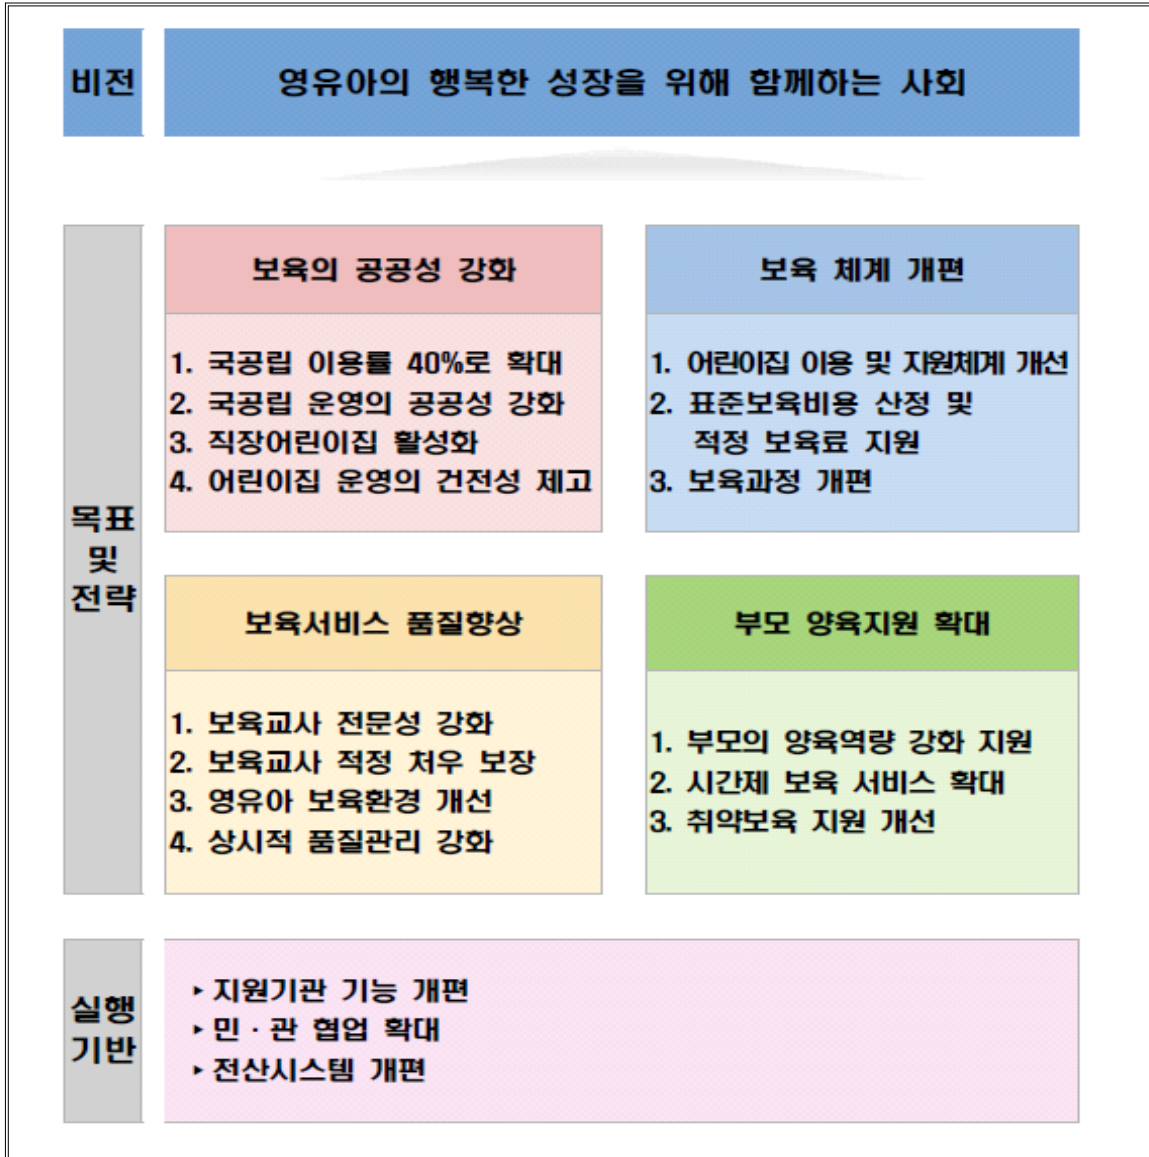 비전
영유아의 행복한 성장을 위해 함께하는 사회
목표
및
전략
보육의 공공성 강화
1. 국공립 이용률 40%로 확대
2. 국공립 운영의 공공성 강화
3. 직장어린이집 활성화
4. 어린이집 운영의 건전성 제고
보육 체계 개편
1. 어린이집 이용 및 지원체계 개선
2. 표준보육비용 산정 및
적정 보육료 지원
3. 보육과정 개편
보육서비스 품질향상
1. 보육교사 전문성 강화
2. 보육교사 적정 처우 보장
3. 영유아 보육환경 개선
4. 상시적 품질관리 강화
부모 양육지원 확대
1. 부모의 양육역량 강화 지원
2. 시간제 보육 서비스 확대
3. 취약보육 지원 개선
실행
기반
▸지원기관 기능 개편
▸민 · 관 협업 확대
▸전산시스템 개편